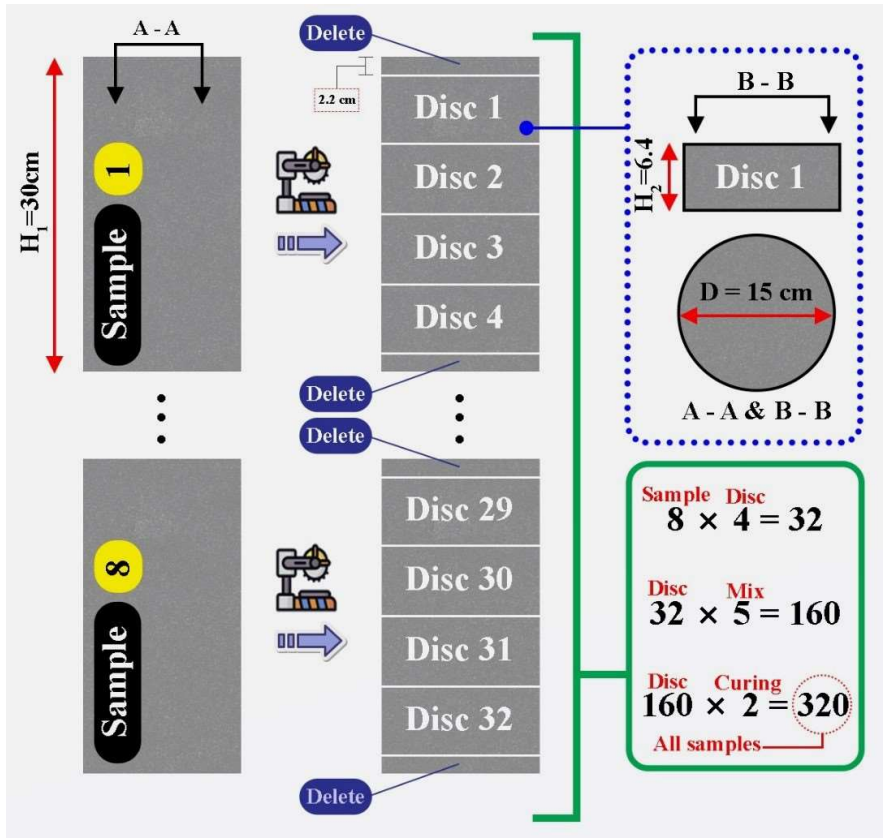 A - A
H₁=30cm
1
Sample
Delete
2.2 cm
Disc 1
Disc 2
Disc 3
Disc 4
Delete
B - B
H₂=6.4
Disc 1
D = 15 cm
A - A & B - B
8
Sample
Delete
Disc 29
Disc 30
Disc 31
Disc 32
Delete
Sample Disc
8 × 4 = 32
Disc Mix
32 × 5 = 160
Disc Curing
160 × 2 = 320
All samples